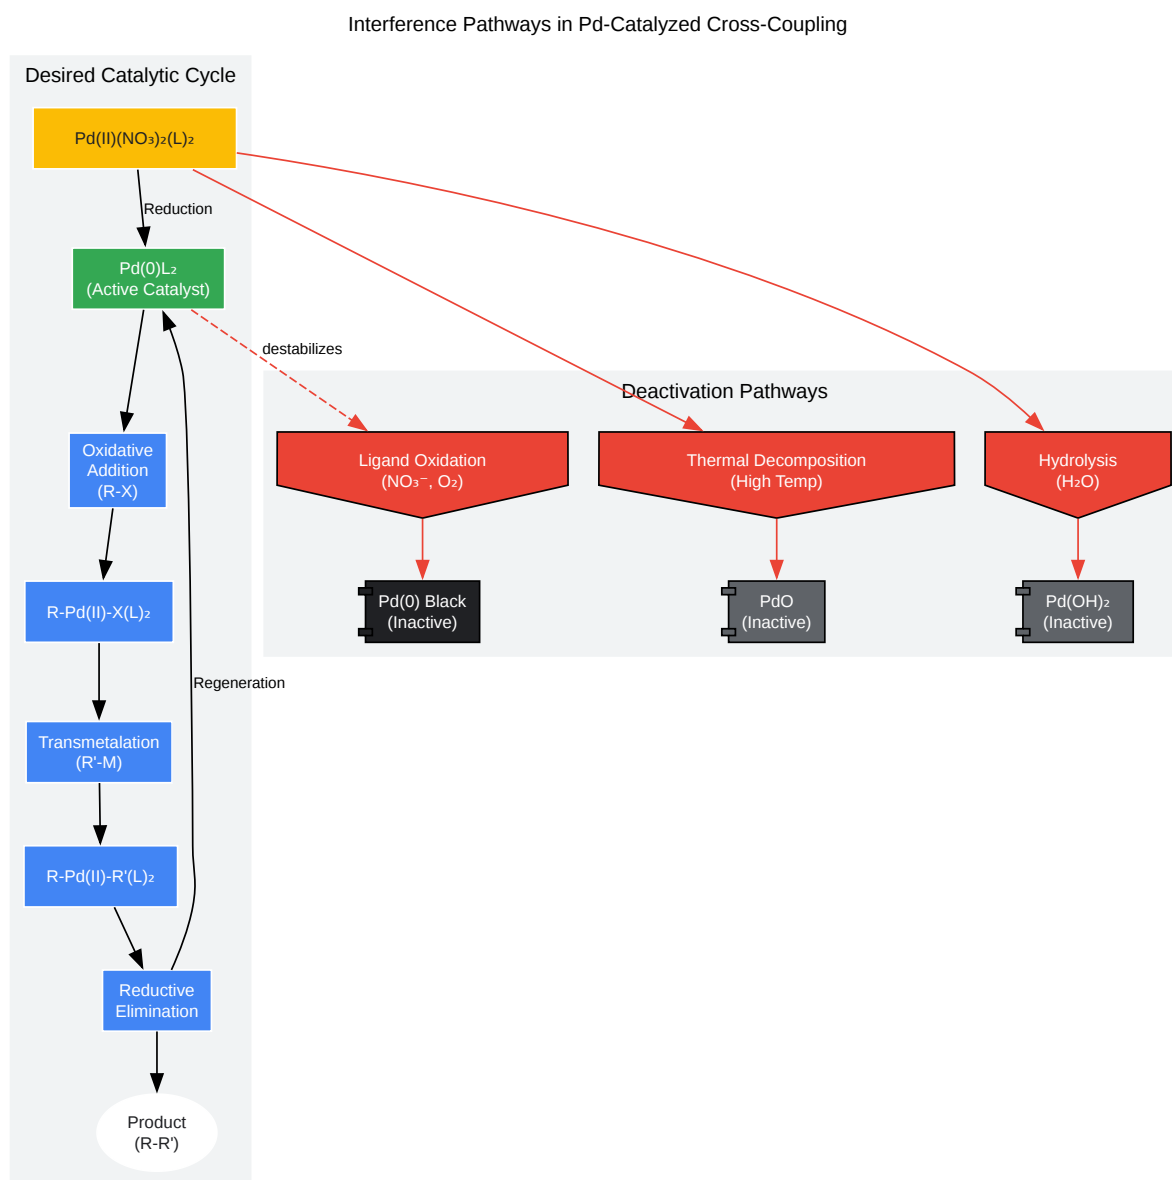 Interference Pathways in Pd-Catalyzed Cross-Coupling
Desired Catalytic Cycle
Pd(II)(NO₃)₂(L)₂
Reduction
Pd(0)L₂
(Active Catalyst)
destabilizes
Deactivation Pathways
Oxidative
Addition
(R-X)
Ligand Oxidation
(NO₃⁻, O₂)
Thermal Decomposition
(High Temp)
Hydrolysis
(H₂O)
R-Pd(II)-X(L)₂
Pd(0) Black
(Inactive)
PdO
(Inactive)
Pd(OH)₂
(Inactive)
Regeneration
Transmetalation
(R'-M)
R-Pd(II)-R'(L)₂
Reductive
Elimination
Product
(R-R')